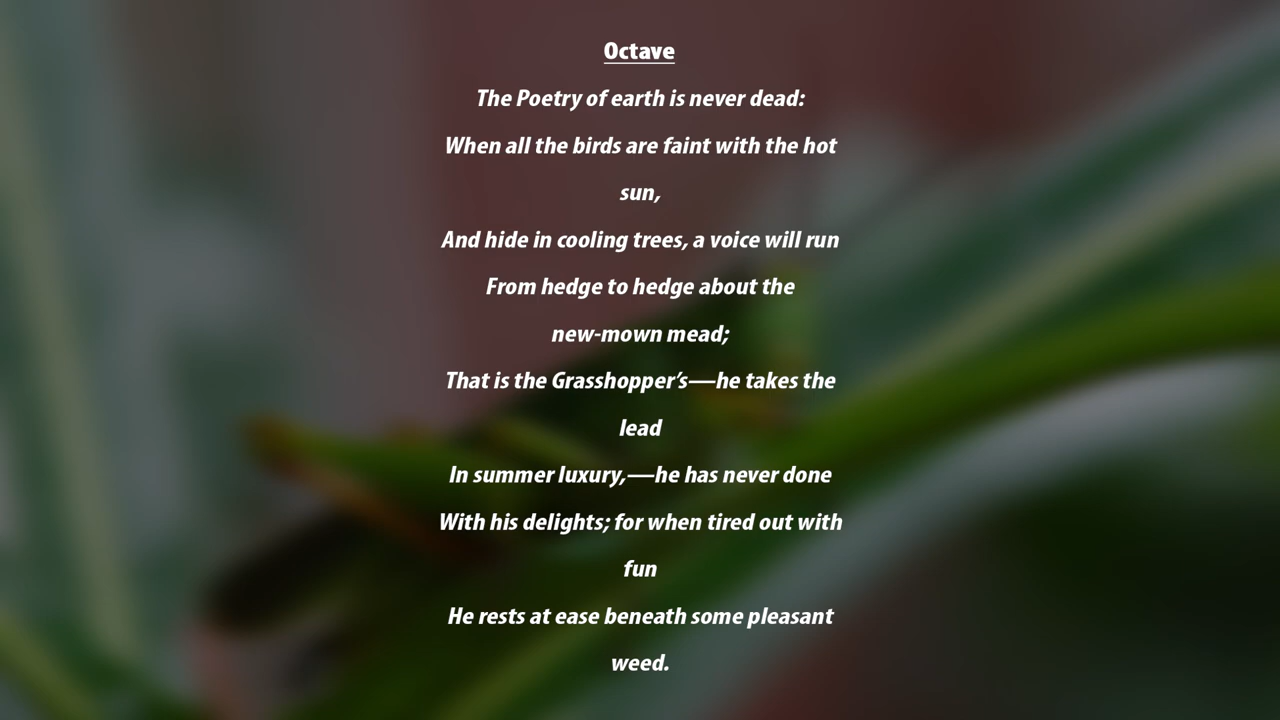 Octave
The Poetry of earth is never dead:
When all the birds are faint with the hot
sun,
And hide in cooling trees, a voice will run
From hedge to hedge about the
new-mown mead;
That is the Grasshopper’s—he takes the
lead
In summer luxury,—he has never done
With his delights; for when tired out with
fun
He rests at ease beneath some pleasant
weed.